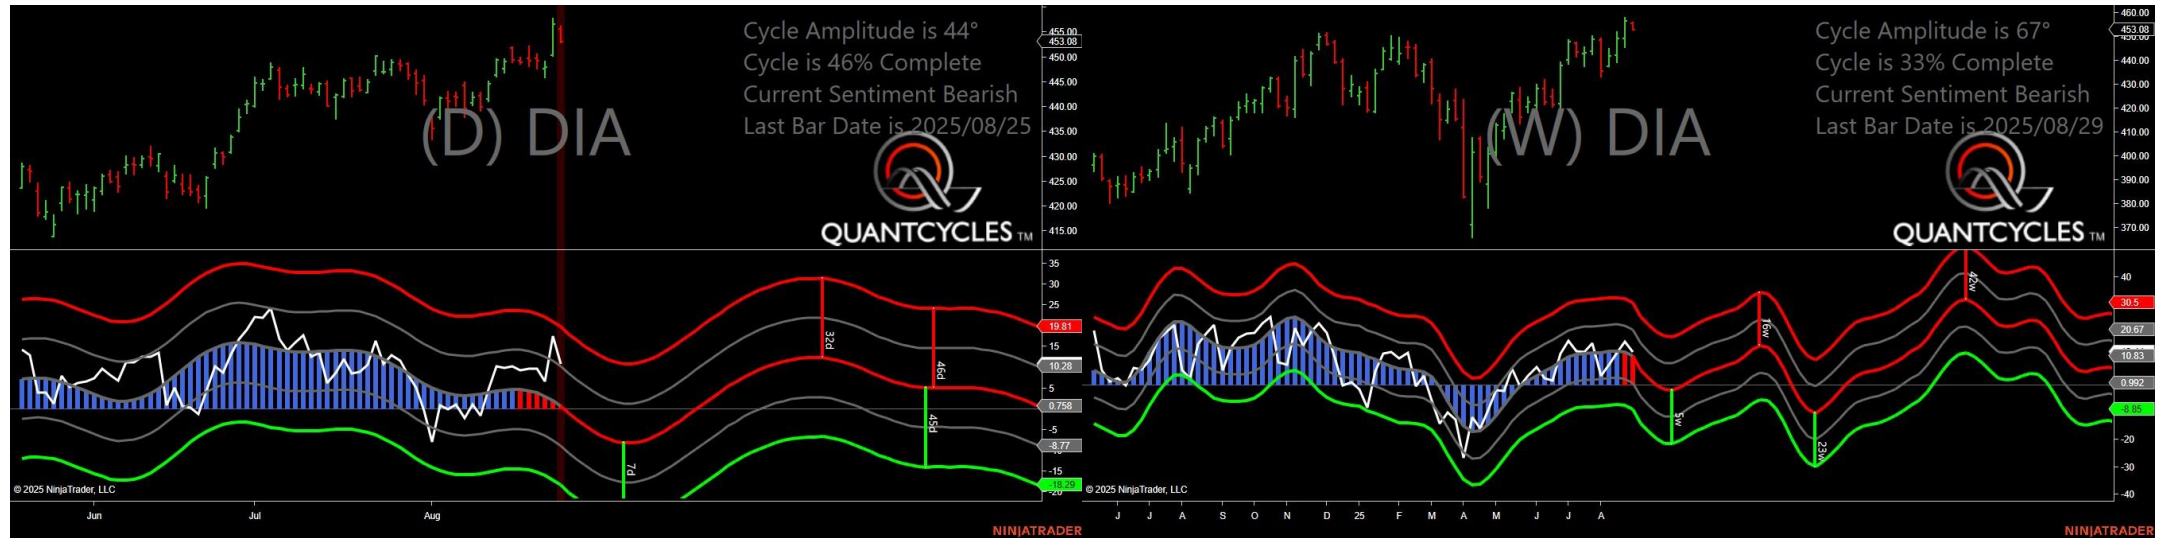 Cycle Amplitude is 44°
Cycle is 46% Complete
Current Sentiment Bearish
Last Bar Date is 2025/08/25
(D) DIA
QUANTCYCLES TM
455.00
453.08
450.00
445.00
440.00
435.00
430.00
425.00
420.00
415.00
35
30
25
19.81
15
10.28
5
0.758
-5
-8.77
-15
-18.29
-20
32d
46d
45d
7d
© 2025 NinjaTrader, LLC
Jun Jul Aug
NINJATRADER
Cycle Amplitude is 67°
Cycle is 33% Complete
Current Sentiment Bearish
Last Bar Date is 2025/08/29
(W) DIA
QUANTCYCLES TM
460.00
453.08
450.00
440.00
430.00
420.00
410.00
400.00
390.00
380.00
370.00
40
30.5
20.67
10.83
0.992
-8.85
-20
-30
-40
42w
16w
5w
23w
© 2025 NinjaTrader, LLC
J J A S O N D 25 F M A M J J A
NINJATRADER